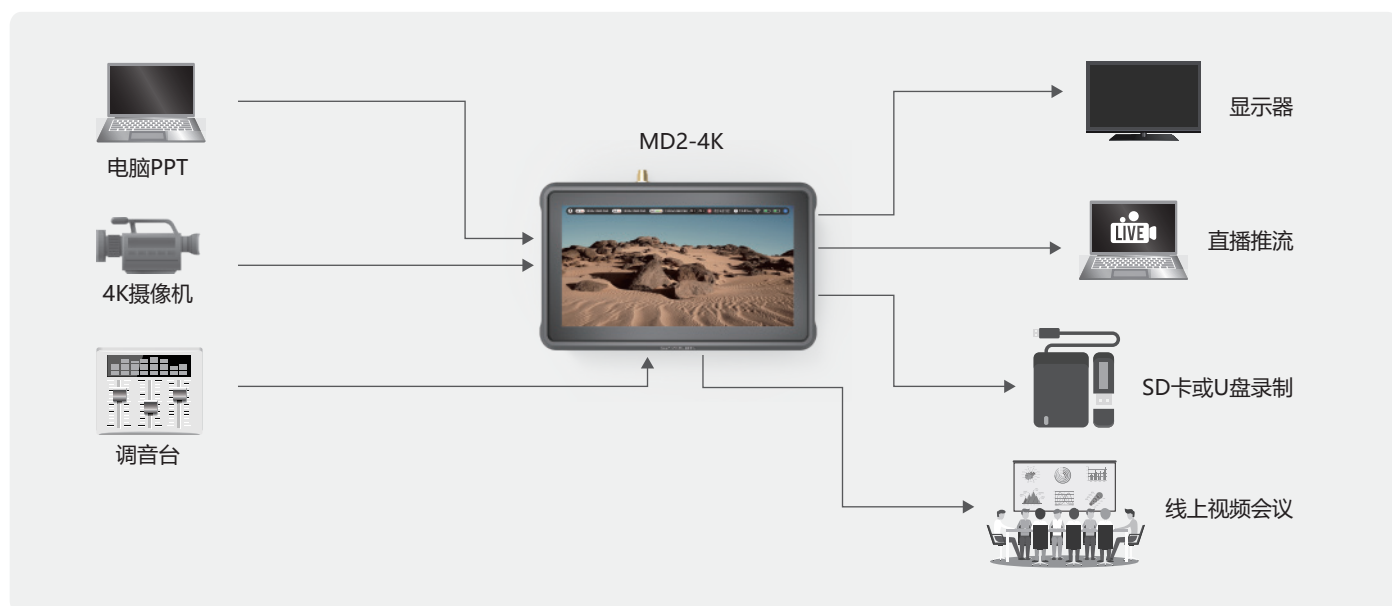 电脑PPT
4K摄像机
调音台
MD2-4K
显示器
LIVE
直播推流
SD卡或U盘录制
线上视频会议